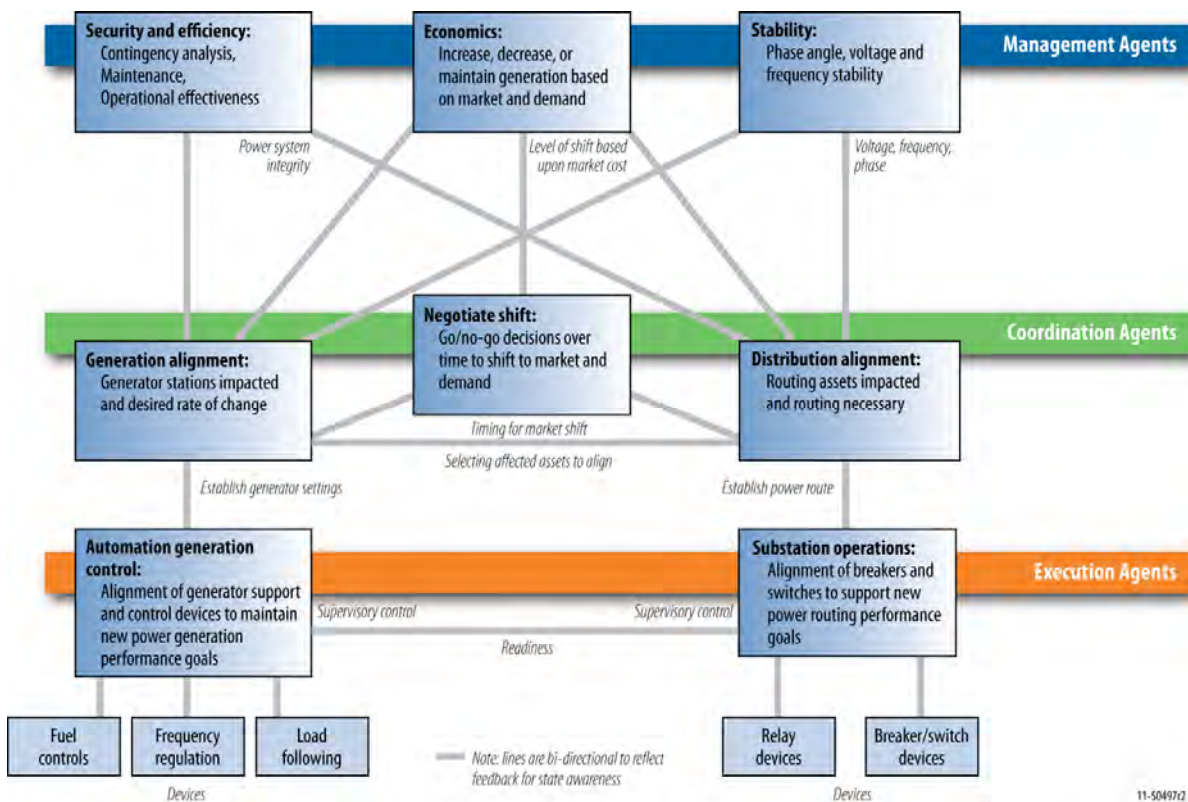 Security and efficiency:
Contingency analysis,
Maintenance,
Operational effectiveness
Economics:
Increase, decrease, or
maintain generation based
on market and demand
Stability:
Phase angle, voltage and
frequency stability
Management Agents
Power system
integrity
Level of shift based
upon market cost
Voltage, frequency,
phase
Negotiate shift:
Go/no-go decisions over
time to shift to market and
demand
Coordination Agents
Generation alignment:
Generator stations impacted
and desired rate of change
Distribution alignment:
Routing assets impacted
and routing necessary
Timing for market shift
Selecting affected assets to align
Establish generator settings
Establish power route
Automation generation
control:
Alignment of generator support
and control devices to maintain
new power generation
performance goals
Substation operations:
Alignment of breakers and
switches to support new
power routing performance
goals
Execution Agents
Supervisory control
Supervisory control
Readiness
Fuel
controls
Frequency
regulation
Load
following
Relay
devices
Breaker/switch
devices
Note: lines are bi-directional to reflect
feedback for state awareness
Devices
Devices
11-50497r2